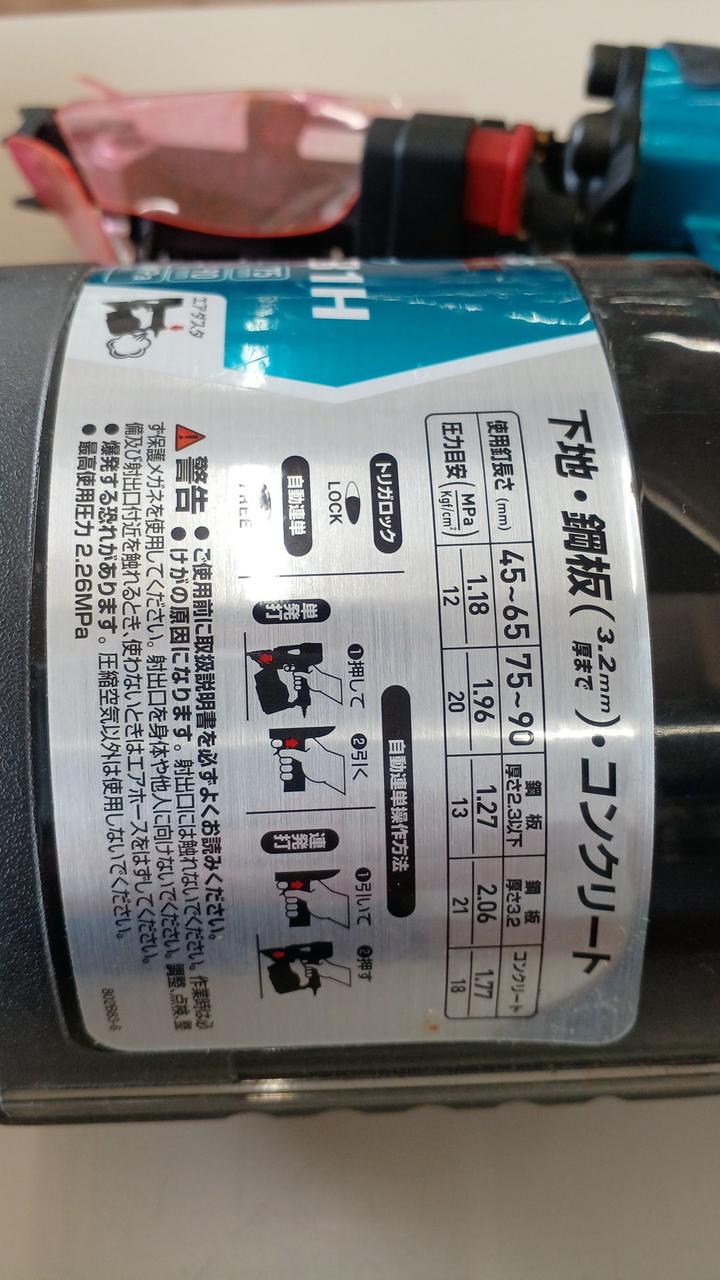 31H
エアダスタ
下地・鋼板(3.2mm厚まで)・コンクリート
使用釘長さ(mm) 45~65 75~90 鋼板厚さ2.3以下 鋼板厚さ3.2 コンクリート
圧力目安(MPa 1.18 1.96 1.27 2.06 1.77
Kgf/cm²) 12 20 13 21 18
トリガロック
LOCK
自動連単
FREE
自動連単操作方法
単発打
①押して ②引く
連発打
①引いて ②押す
警告 ● ご使用前に取扱説明書を必ずよくお読みください。
● けがの原因になります。射出口には触れないでください。作業時は必
ず保護メガネを使用してください。射出口を身体や他人に向けないでください。調整、点検、整
備及び射出口付近を触れるとき、使わないときはエアホースをはずしてください。
● 爆発する恐れがあります。圧縮空気以外は使用しないでください。
● 最高使用圧力 2.26MPa
802B83-6